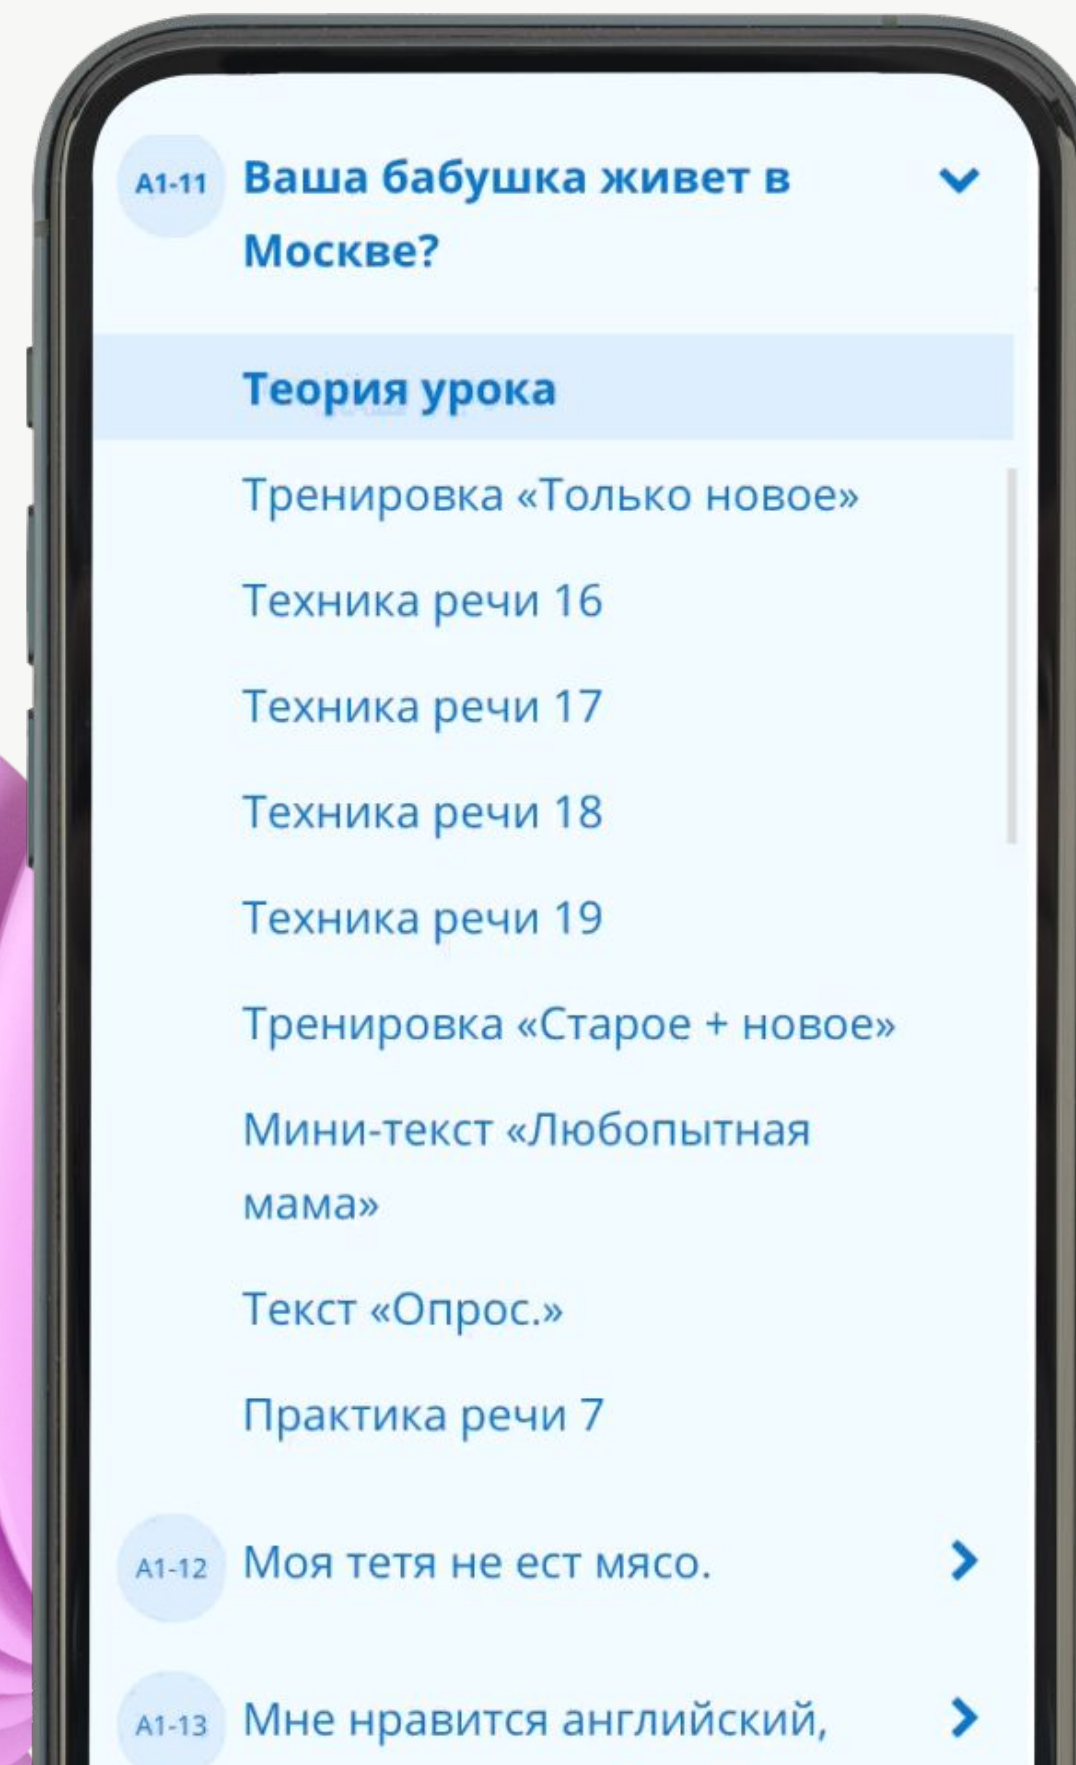 A1-11 Ваша бабушка живет в
Москве?
Теория урока
Тренировка «Только новое»
Техника речи 16
Техника речи 17
Техника речи 18
Техника речи 19
Тренировка «Старое + новое»
Мини-текст «Любопытная
мама»
Текст «Опрос.»
Практика речи 7
A1-12 Моя тетя не ест мясо.
A1-13 Мне нравится английский,